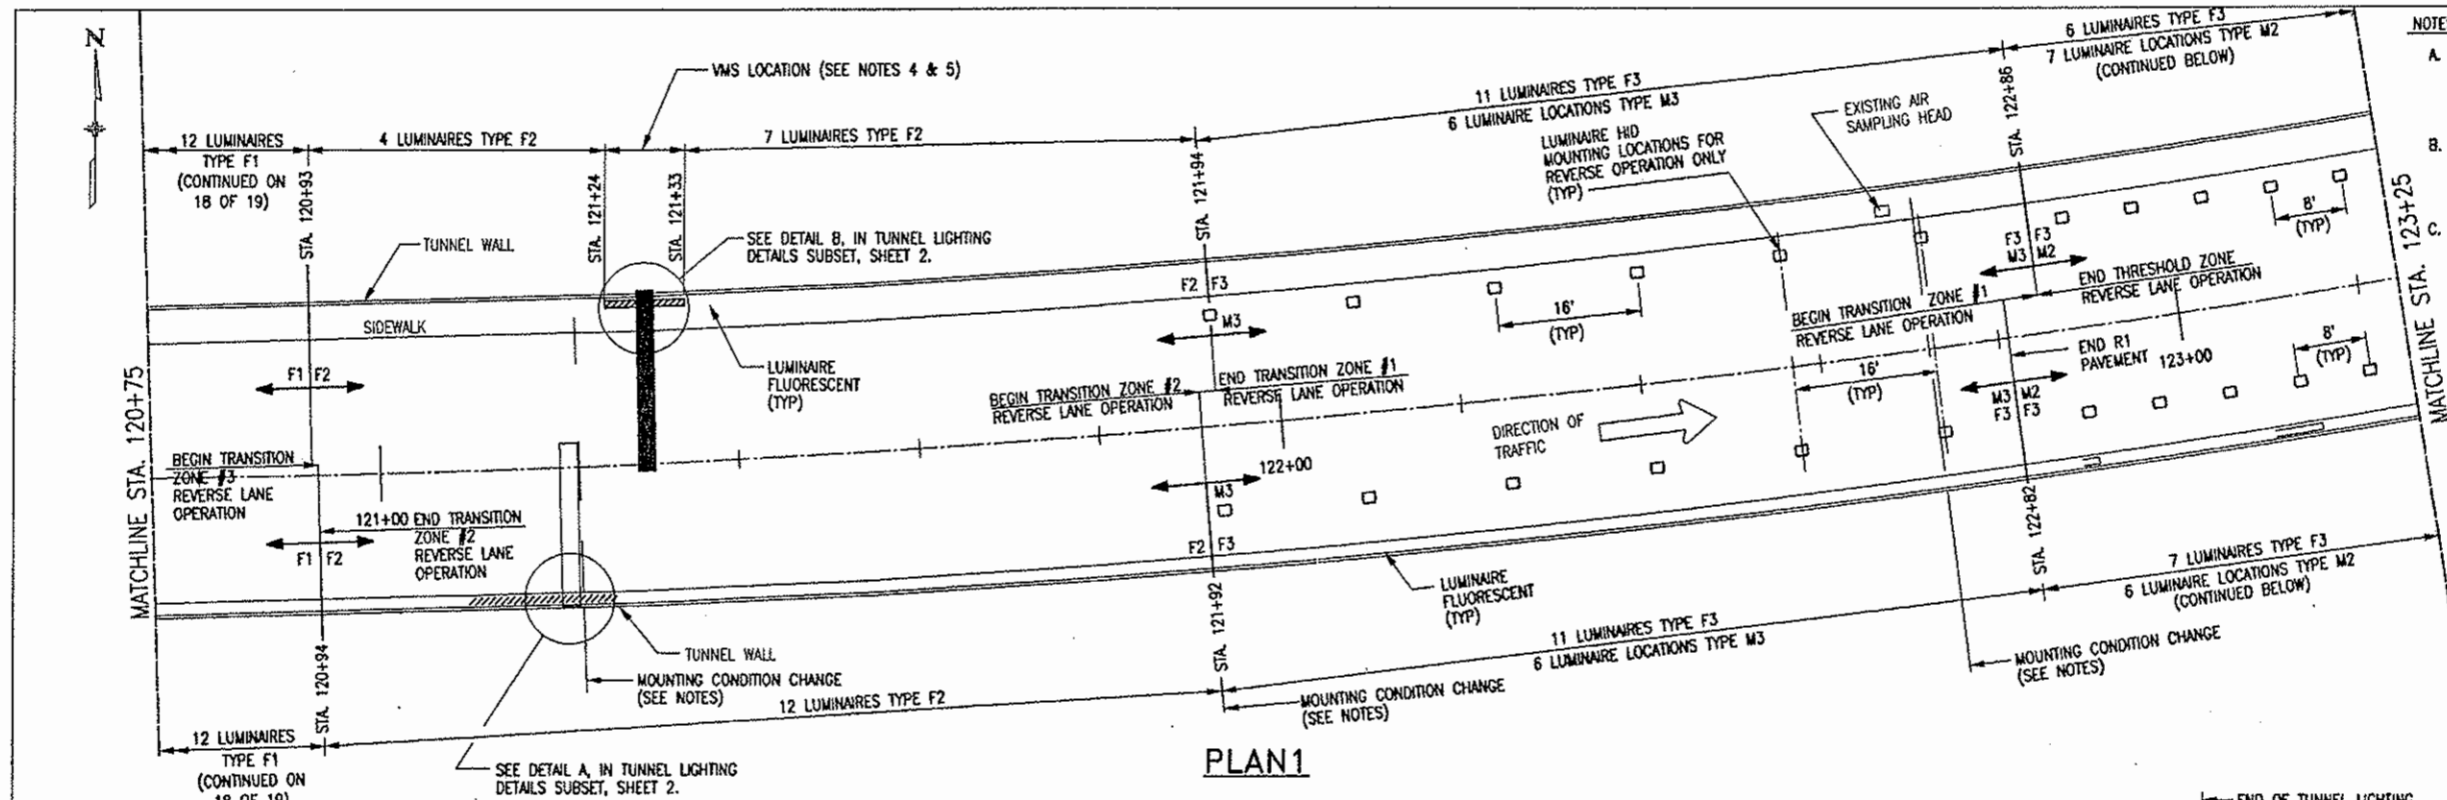 N
VMS LOCATION (SEE NOTES 4 & 5)
12 LUMINAIRES
TYPE F1
(CONTINUED ON
18 OF 19)
4 LUMINAIRES TYPE F2
7 LUMINAIRES TYPE F2
11 LUMINAIRES TYPE F3
6 LUMINAIRE LOCATIONS TYPE M3
6 LUMINAIRES TYPE F3
7 LUMINAIRE LOCATIONS TYPE M2
(CONTINUED BELOW)
NOTE
A.
B.
C.
STA. 120+93
STA. 121+24
STA. 121+33
STA. 121+94
STA. 122+86
LUMINAIRE HID
MOUNTING LOCATIONS FOR
REVERSE OPERATION ONLY
(TYP)
EXISTING AIR
SAMPLING HEAD
TUNNEL WALL
SEE DETAIL B, IN TUNNEL LIGHTING
DETAILS SUBSET, SHEET 2.
SIDEWALK
LUMINAIRE
FLUORESCENT
(TYP)
F2 F3
M3
16'
(TYP)
8'
(TYP)
F3 F3
M3 M2
END THRESHOLD ZONE
REVERSE LANE OPERATION
BEGIN TRANSITION ZONE #1
REVERSE LANE OPERATION
END R1
PAVEMENT
123+00
8'
(TYP)
16'
(TYP)
M3 M2
F3 F3
MATCHLINE STA. 123+25
MATCHLINE STA. 120+75
F1 F2
BEGIN TRANSITION
ZONE #3
REVERSE LANE
OPERATION
121+00
END TRANSITION
ZONE #2
REVERSE LANE
OPERATION
F1 F2
BEGIN TRANSITION ZONE #2
REVERSE LANE OPERATION
END TRANSITION ZONE #1
REVERSE LANE OPERATION
DIRECTION OF
TRAFFIC
122+00
M3
F2 F3
LUMINAIRE
FLUORESCENT
(TYP)
STA. 120+94
STA. 121+92
STA. 122+82
TUNNEL WALL
MOUNTING CONDITION CHANGE
(SEE NOTES)
12 LUMINAIRES TYPE F2
MOUNTING CONDITION CHANGE
(SEE NOTES)
11 LUMINAIRES TYPE F3
6 LUMINAIRE LOCATIONS TYPE M3
7 LUMINAIRES TYPE F3
6 LUMINAIRE LOCATIONS TYPE M2
(CONTINUED BELOW)
MOUNTING CONDITION CHANGE
(SEE NOTES)
12 LUMINAIRES
TYPE F1
(CONTINUED ON
18 OF 19)
SEE DETAIL A, IN TUNNEL LIGHTING
DETAILS SUBSET, SHEET 2.
PLAN1
END OF TUNNEL LIGHTING